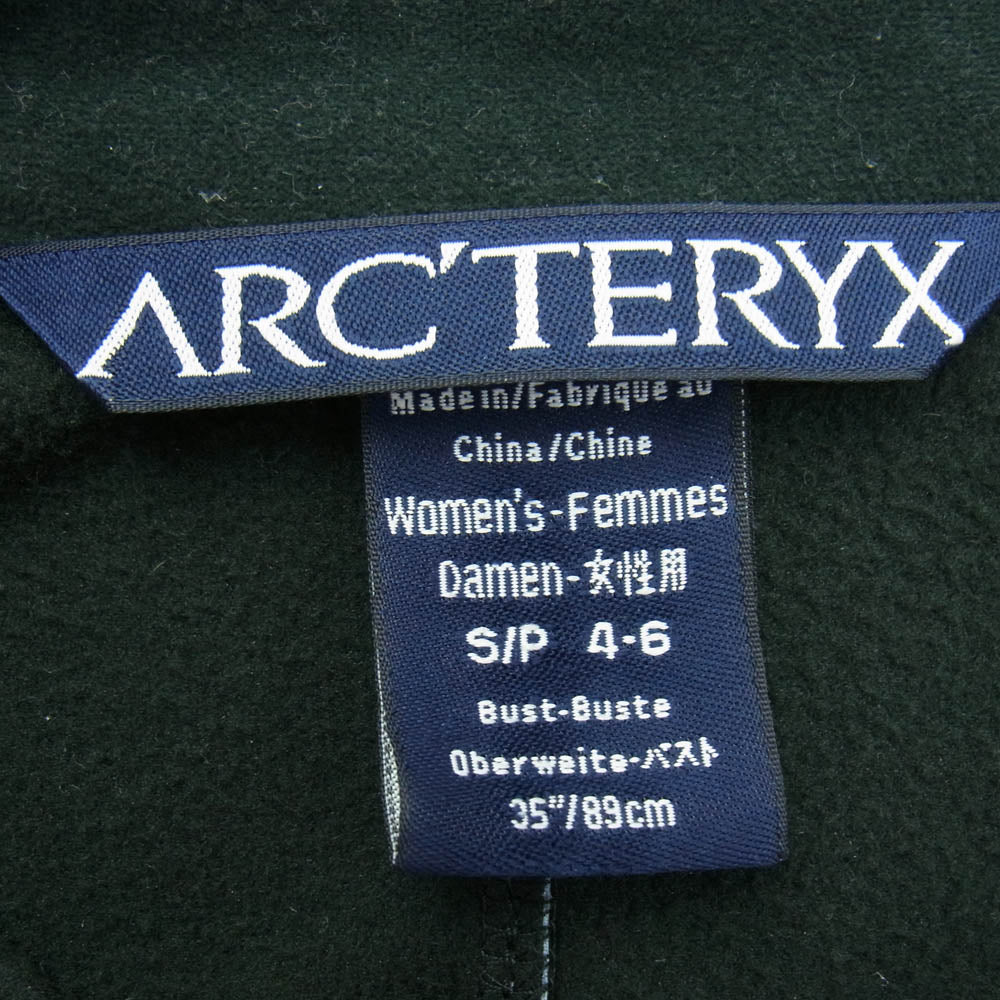 ARC'TERYX
Made in/Fabriqué au
China/Chine
Women's-Femmes
Damen-女性用
S/P 4-6
Bust-Buste
Oberweite-バスト
35"/89cm